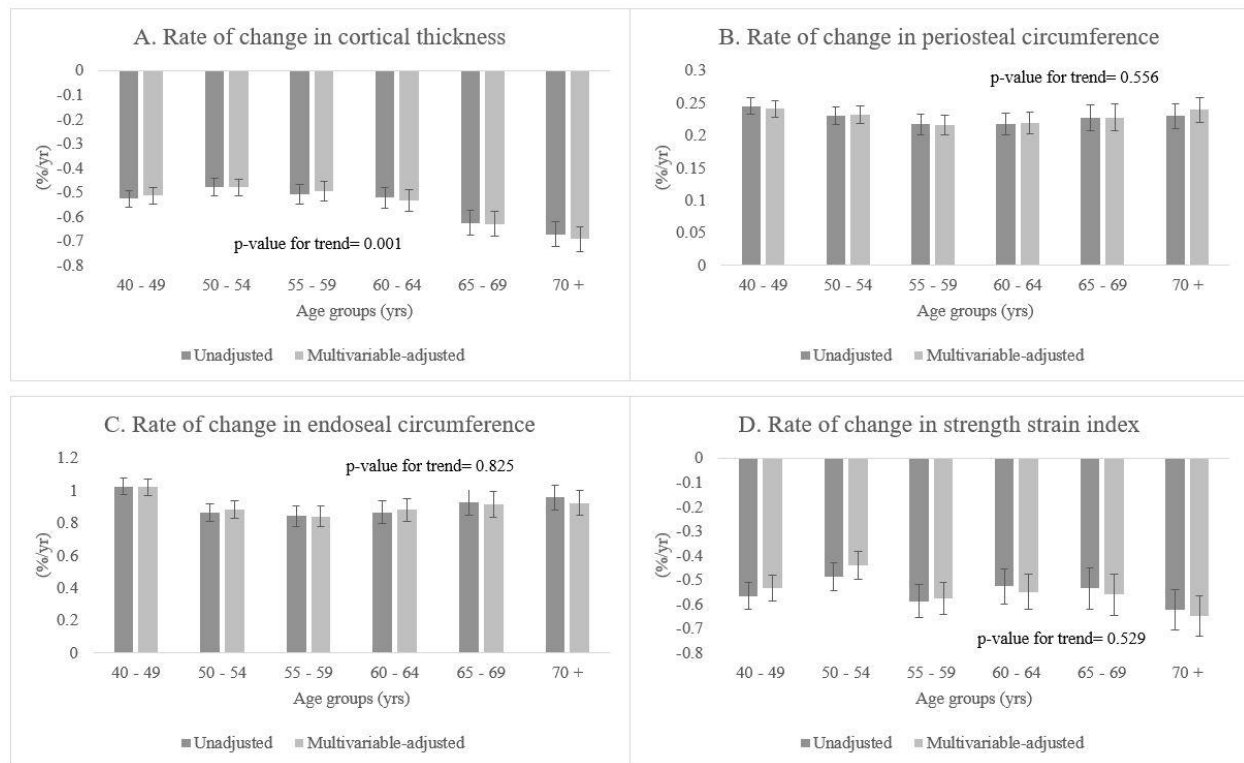 A. Rate of change in cortical thickness
0
-0.1
-0.2
-0.3
-0.4
-0.5
-0.6
-0.7
-0.8
(%/yr)
p-value for trend= 0.001
40 - 49 50 - 54 55 - 59 60 - 64 65 - 69 70 +
Age groups (yrs)
Unadjusted Multivariable-adjusted
B. Rate of change in periosteal circumference
p-value for trend= 0.556
0.3
0.25
0.2
0.15
0.1
0.05
0
(%/yr)
40 - 49 50 - 54 55 - 59 60 - 64 65 - 69 70 +
Age groups (yrs)
Unadjusted Multivariable-adjusted
C. Rate of change in endoseal circumference
p-value for trend= 0.825
1.2
1
0.8
0.6
0.4
0.2
0
(%/yr)
40 - 49 50 - 54 55 - 59 60 - 64 65 - 69 70 +
Age groups (yrs)
Unadjusted Multivariable-adjusted
D. Rate of change in strength strain index
0
-0.1
-0.2
-0.3
-0.4
-0.5
-0.6
-0.7
-0.8
(%/yr)
p-value for trend= 0.529
40 - 49 50 - 54 55 - 59 60 - 64 65 - 69 70 +
Age groups (yrs)
Unadjusted Multivariable-adjusted